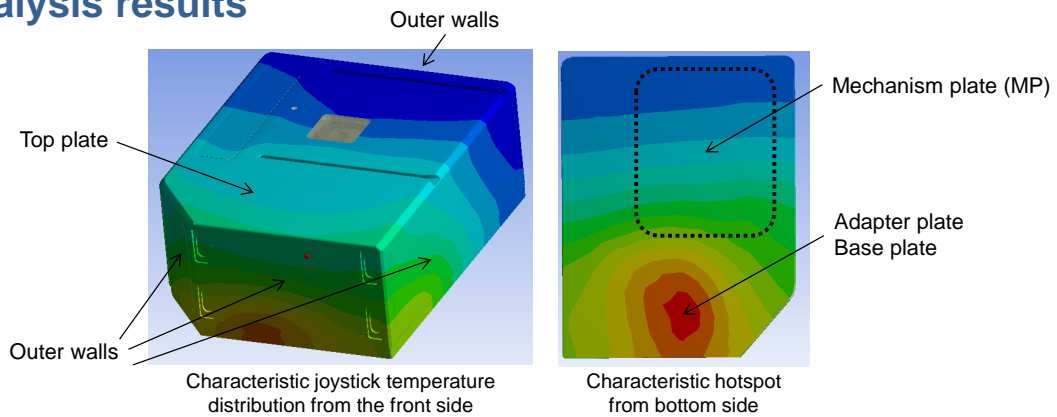 alysis results
Outer walls
Mechanism plate (MP)
Top plate
Adapter plate
Base plate
Outer walls
Characteristic joystick temperature
distribution from the front side
Characteristic hotspot
from bottom side